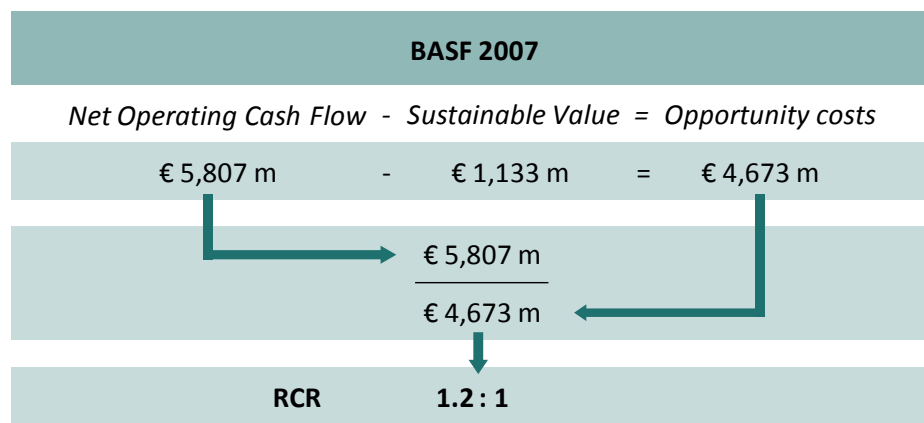 BASF 2007
Net Operating Cash Flow - Sustainable Value = Opportunity costs
€ 5,807 m - € 1,133 m = € 4,673 m
€ 5,807 m
€ 4,673 m
RCR 1.2 : 1